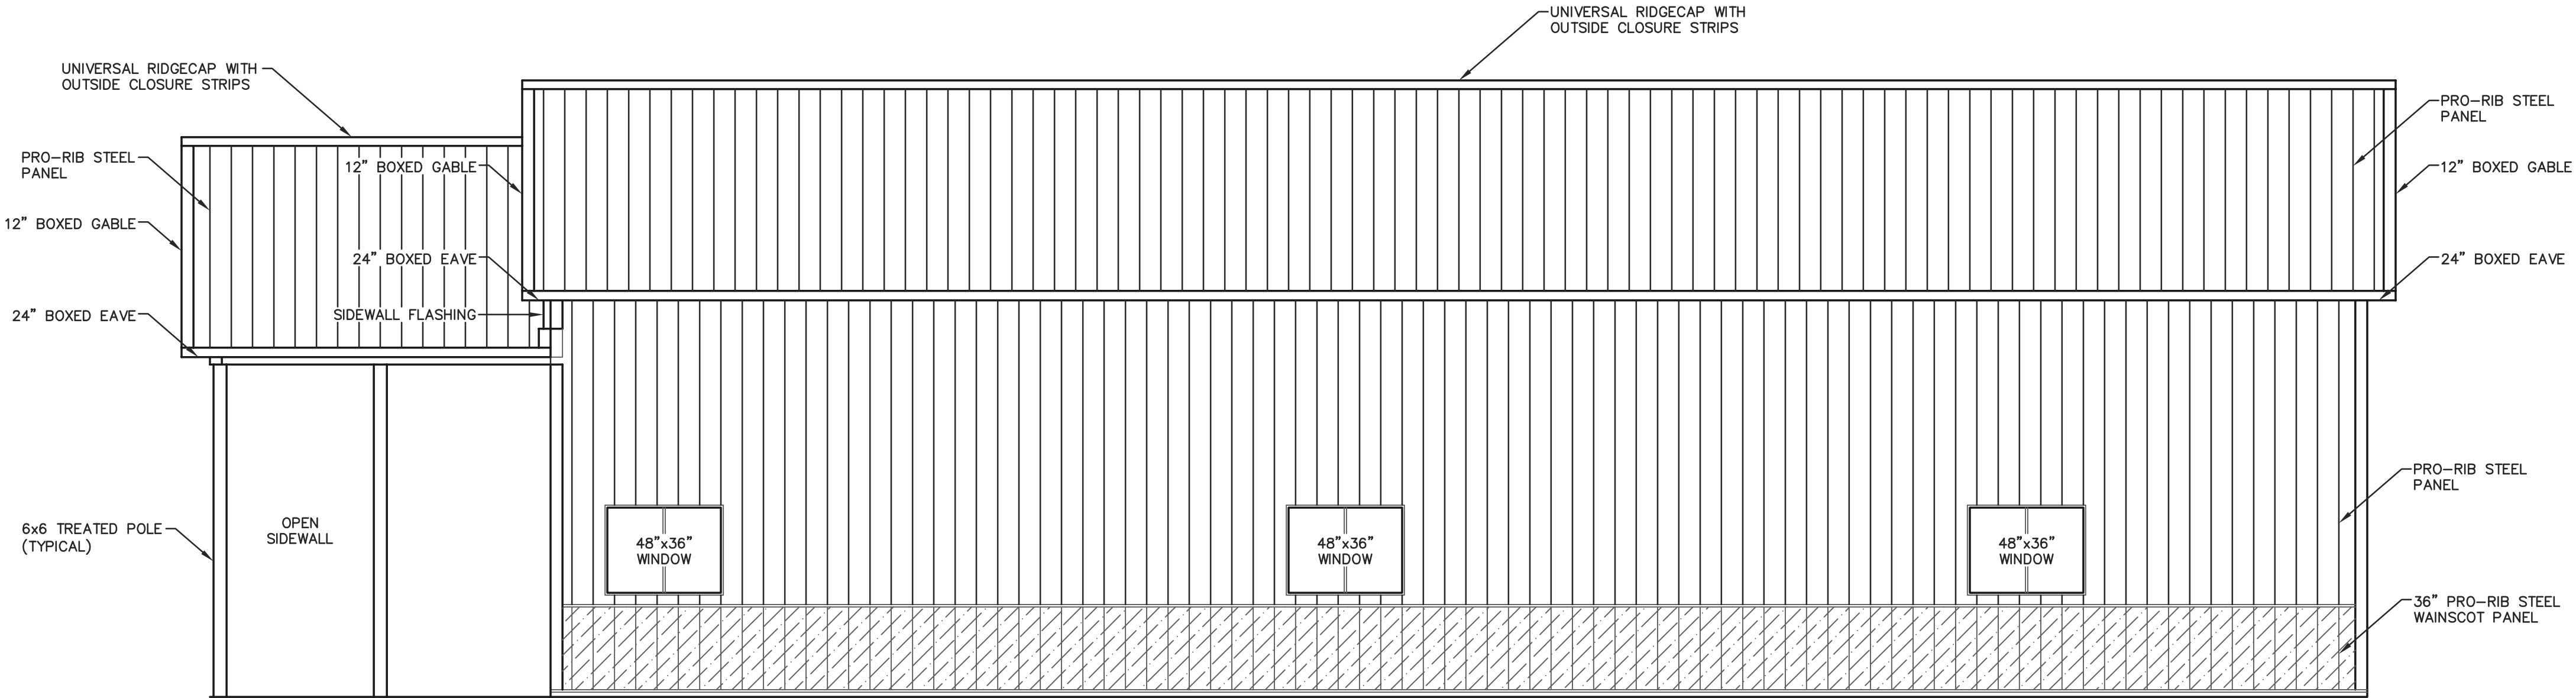 UNIVERSAL RIDGECAP WITH
OUTSIDE CLOSURE STRIPS
UNIVERSAL RIDGECAP WITH
OUTSIDE CLOSURE STRIPS
PRO-RIB STEEL
PANEL
PRO-RIB STEEL
PANEL
12" BOXED GABLE
12" BOXED GABLE
12" BOXED GABLE
24" BOXED EAVE
24" BOXED EAVE
24" BOXED EAVE
SIDEWALL FLASHING
PRO-RIB STEEL
PANEL
6x6 TREATED POLE
(TYPICAL)
OPEN
SIDEWALL
48"x36"
WINDOW
48"x36"
WINDOW
48"x36"
WINDOW
36" PRO-RIB STEEL
WAINSCOT PANEL